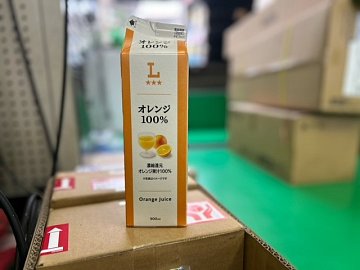 オレンジ
100%
L
★★★
オレンジ
100%
濃縮還元
オレンジ果汁100%
Orange juice
900ml